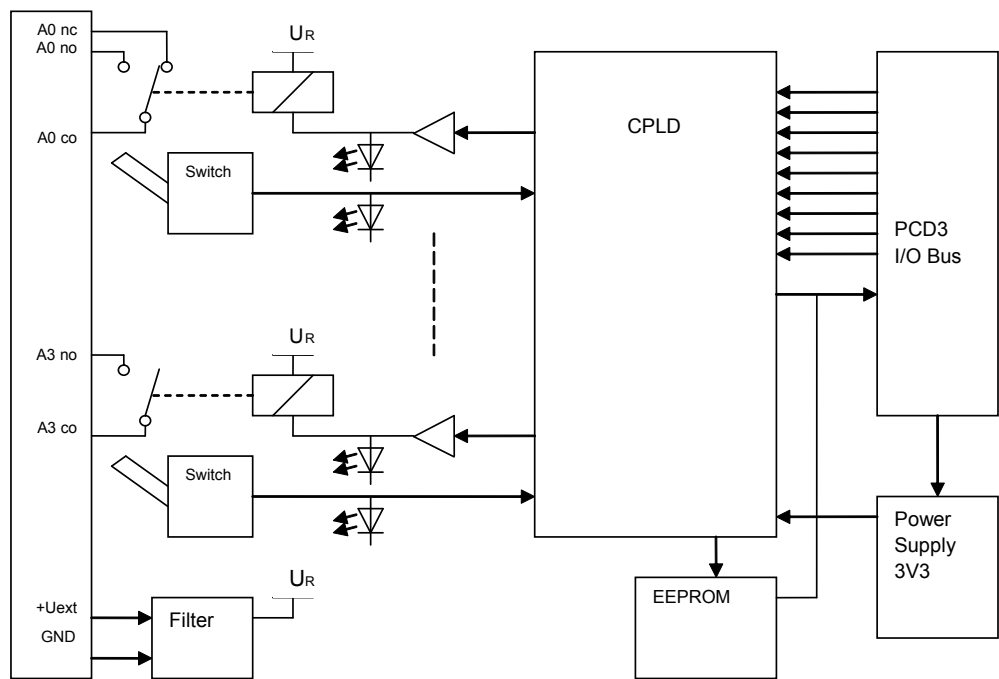 A0 nc
A0 no
A0 co
UR
Switch
CPLD
PCD3
I/O Bus
A3 no
A3 co
UR
Switch
Power
Supply
3V3
+Uext
GND
Filter
UR
EEPROM